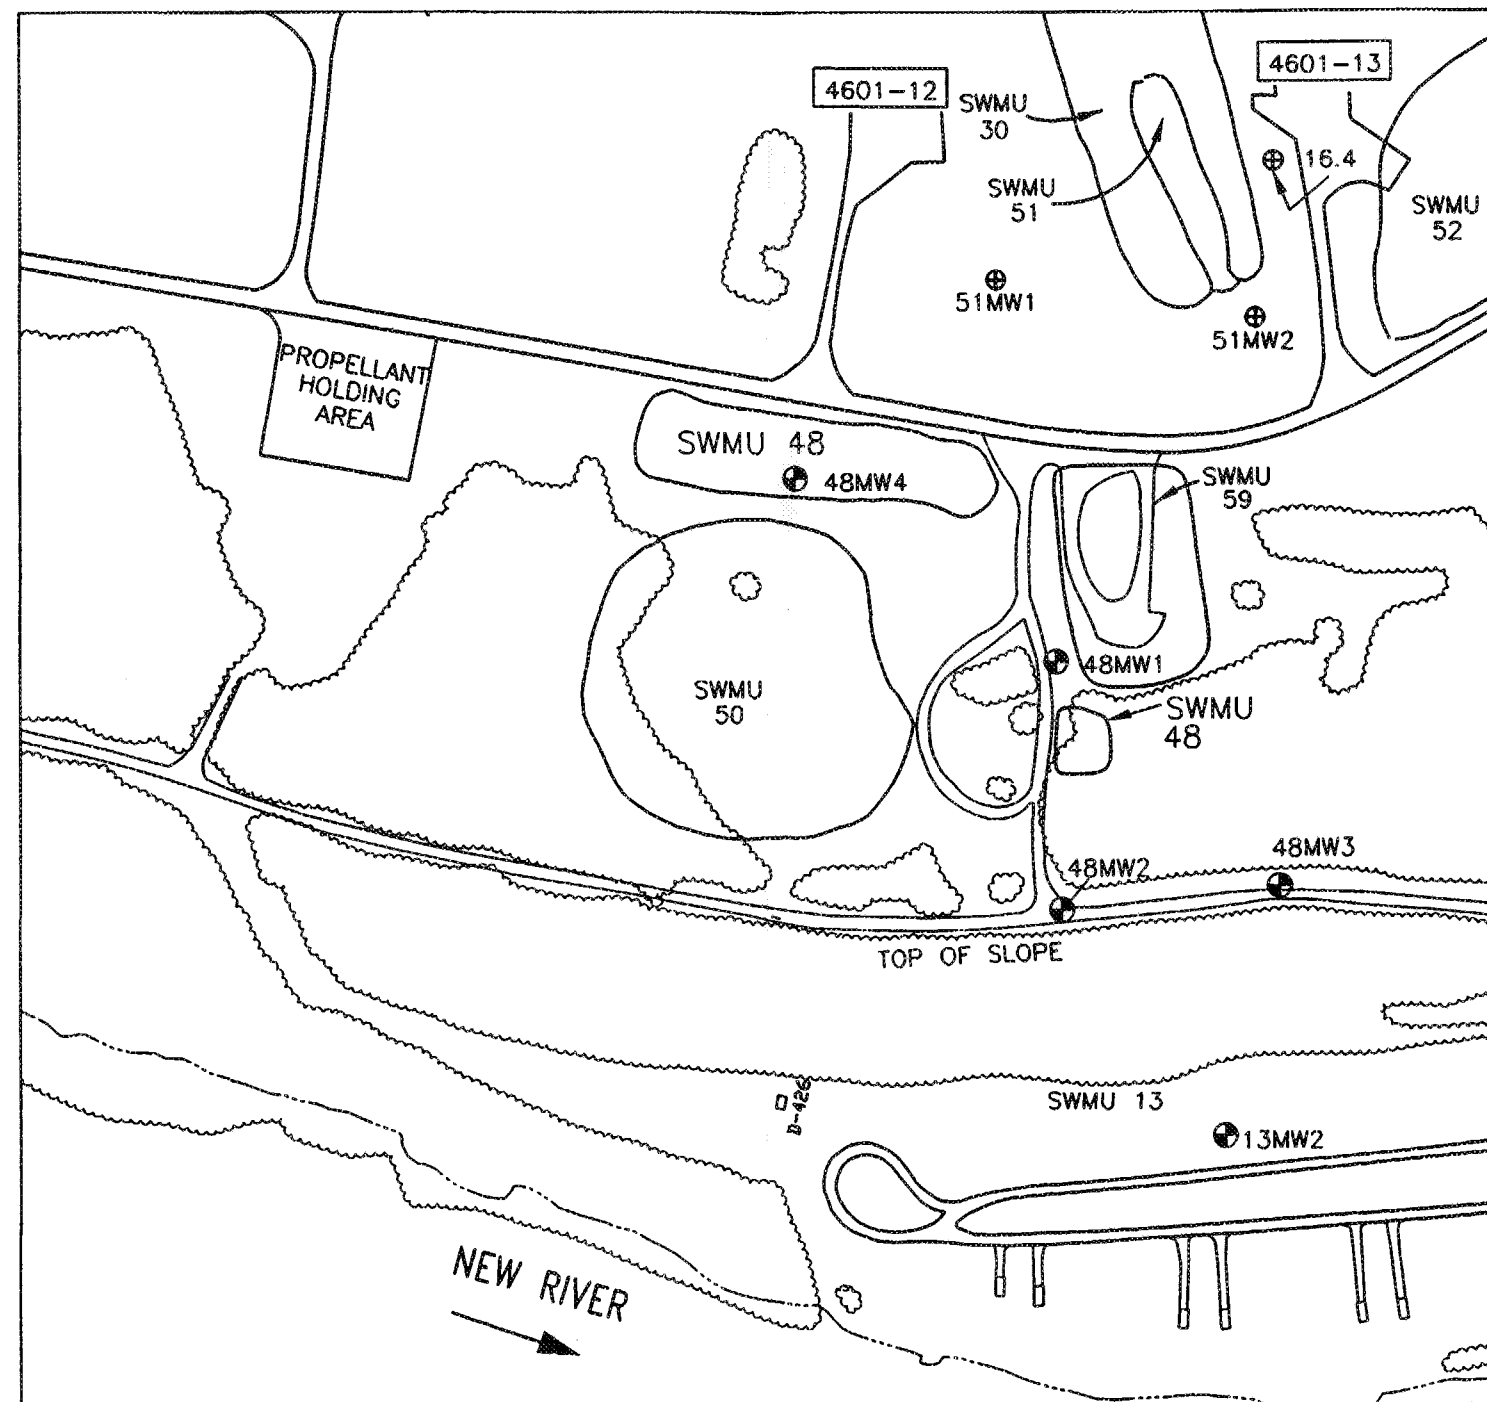 4601-13
4601-12
SWMU
30
16.4
SWMU
51
SWMU
52
51MW1
51MW2
PROPELLANT
HOLDING
AREA
SWMU 48
48MW4
SWMU
59
48MW1
SWMU
50
SWMU
48
48MW3
48MW2
TOP OF SLOPE
D-426
SWMU 13
13MW2
NEW RIVER